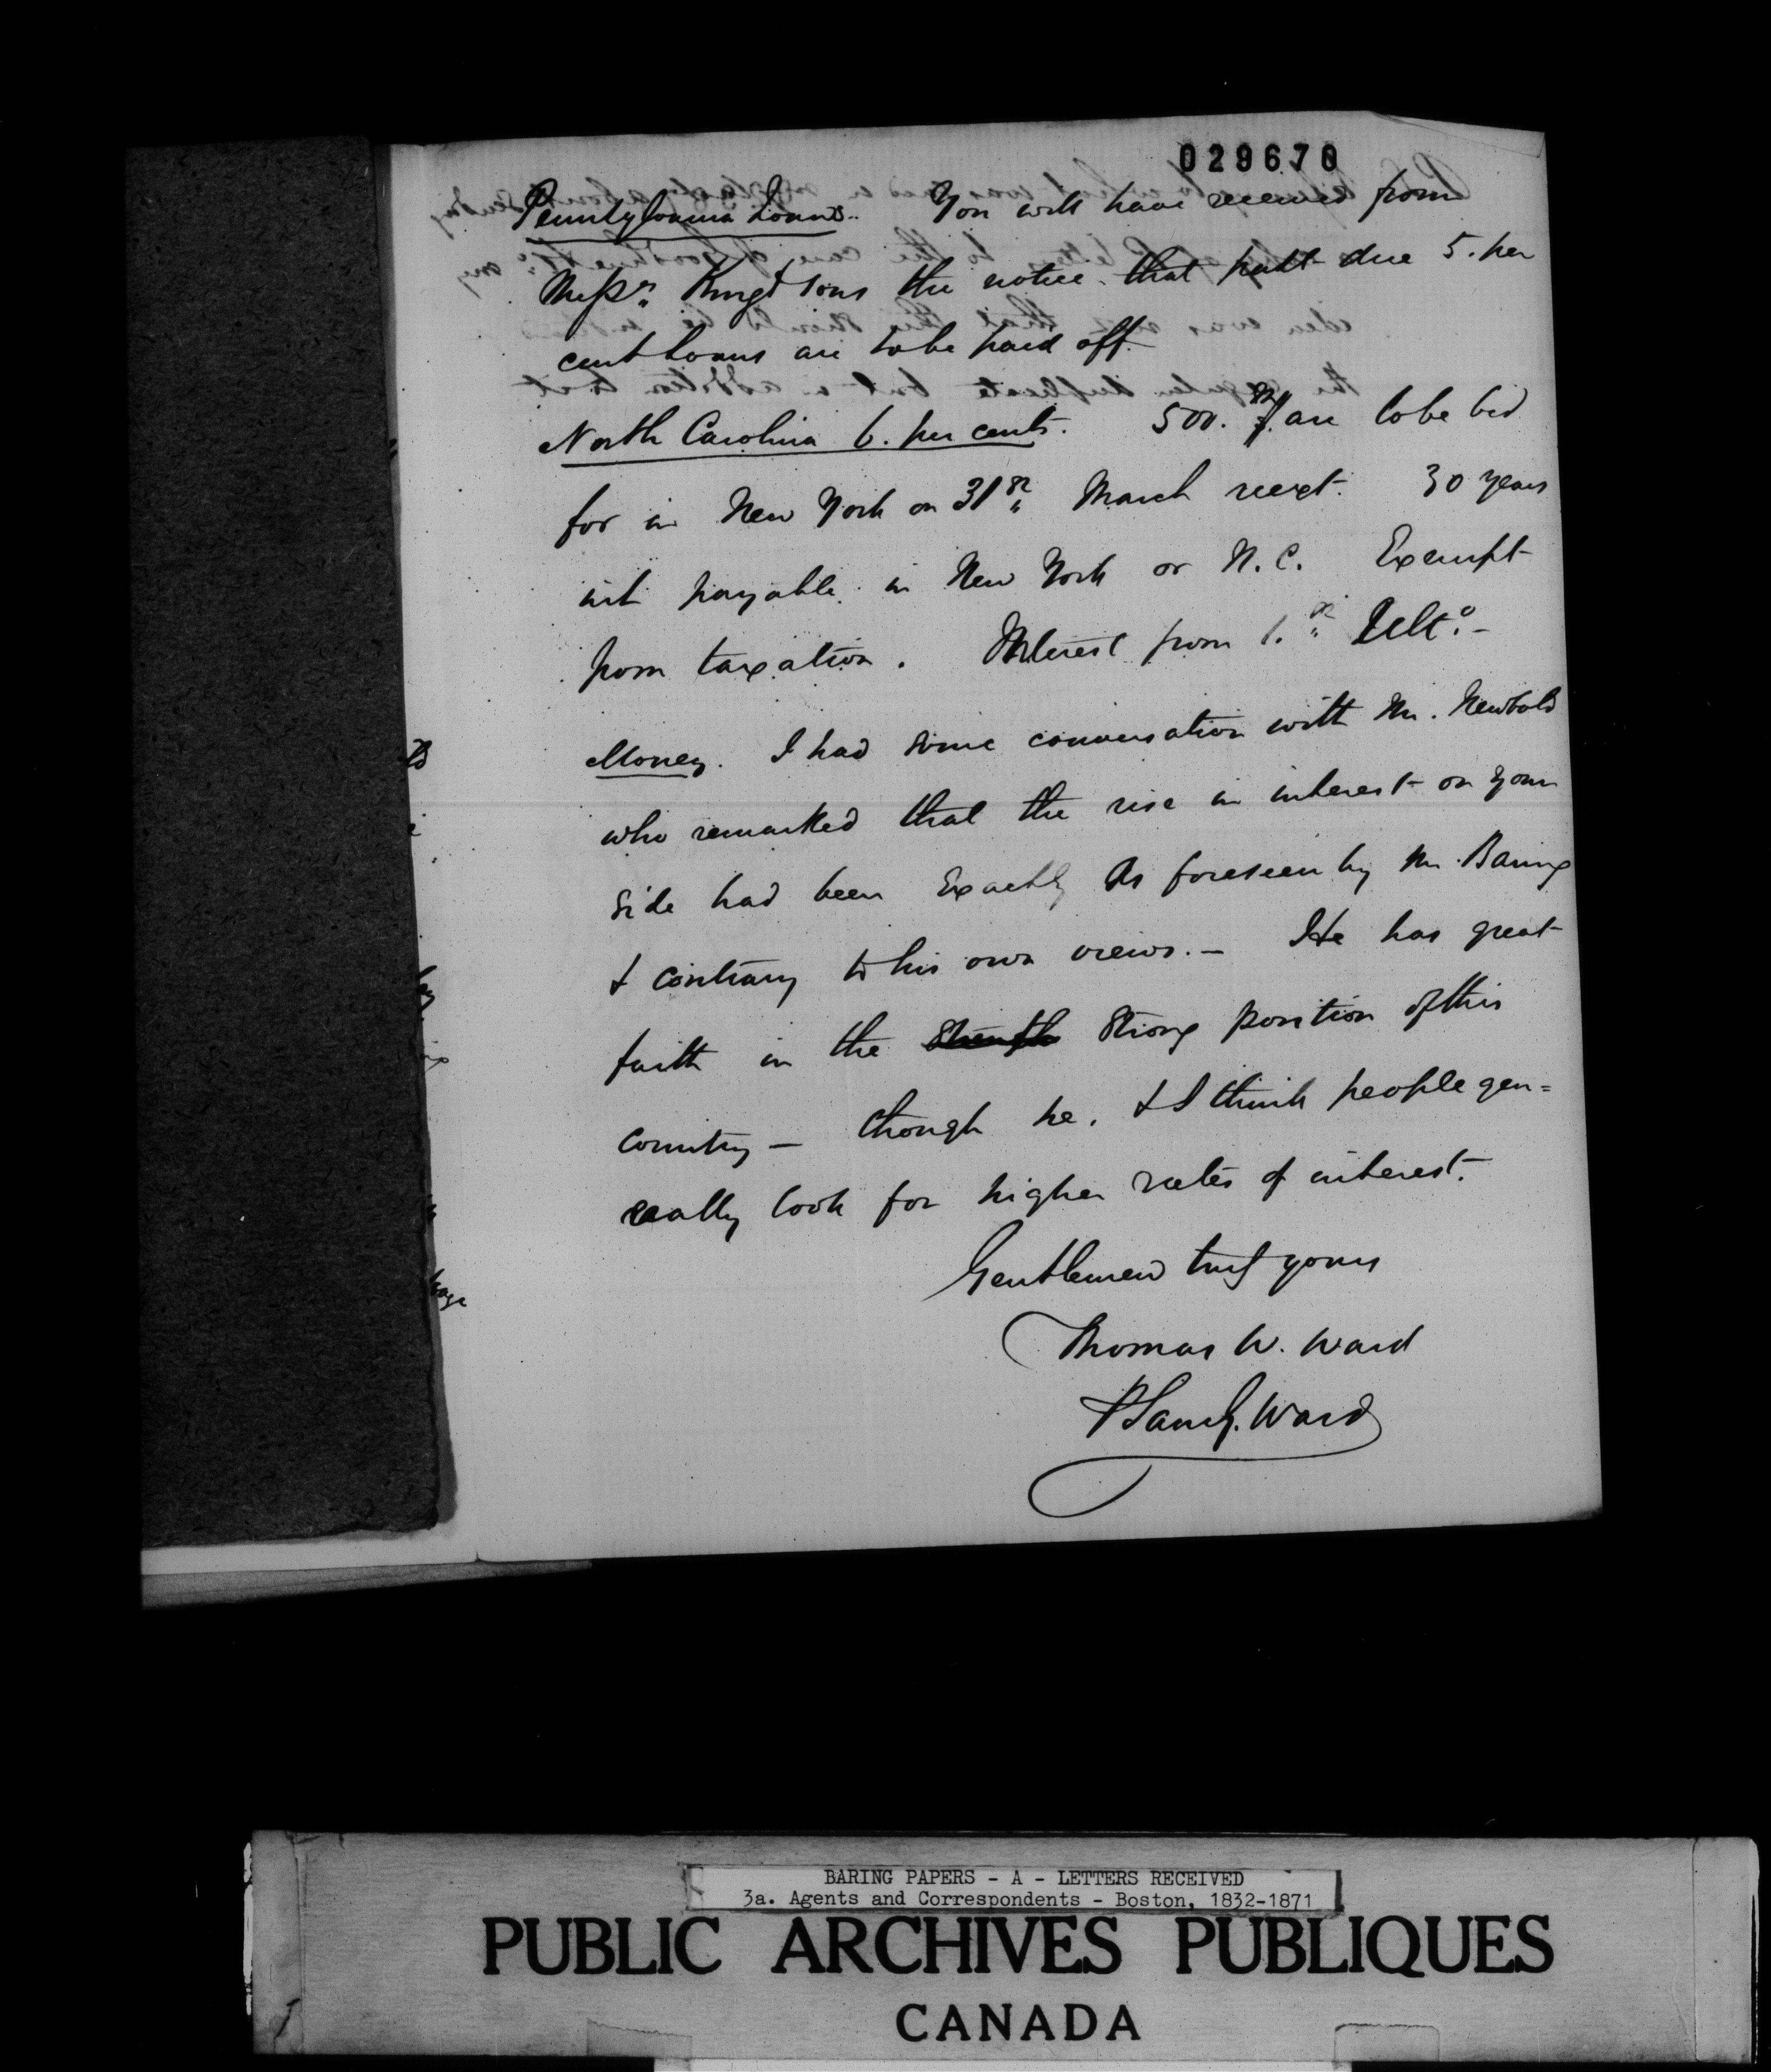 029670
Pennsylvania Loans. You will have received from
Messrs. King & Sons the notice that past due 5. per
cent Loans are to be paid off.
North Carolina 6. per cents. 500. are to be bid
for in New York on 31st March next. 30 years
int payable in New York or N.C. Exempt
from taxation. Interest from 1.st Ulto.-
Money. I had some conversation with Mr. Newbold
who remarked that the rise in interest on your
side had been Exactly as foreseen by Mr. Baring
& contrary to his own views.- He has great
faith in the Strength Strong position of this
country - though he, & I think people gen=
erally look for higher rates of interest.
Gentlemen truly yours
Thomas W. Ward
P Saml G. Ward
BARING PAPERS - A - LETTERS RECEIVED
3a. Agents and Correspondents - Boston, 1832-1871
PUBLIC ARCHIVES PUBLIQUES
CANADA